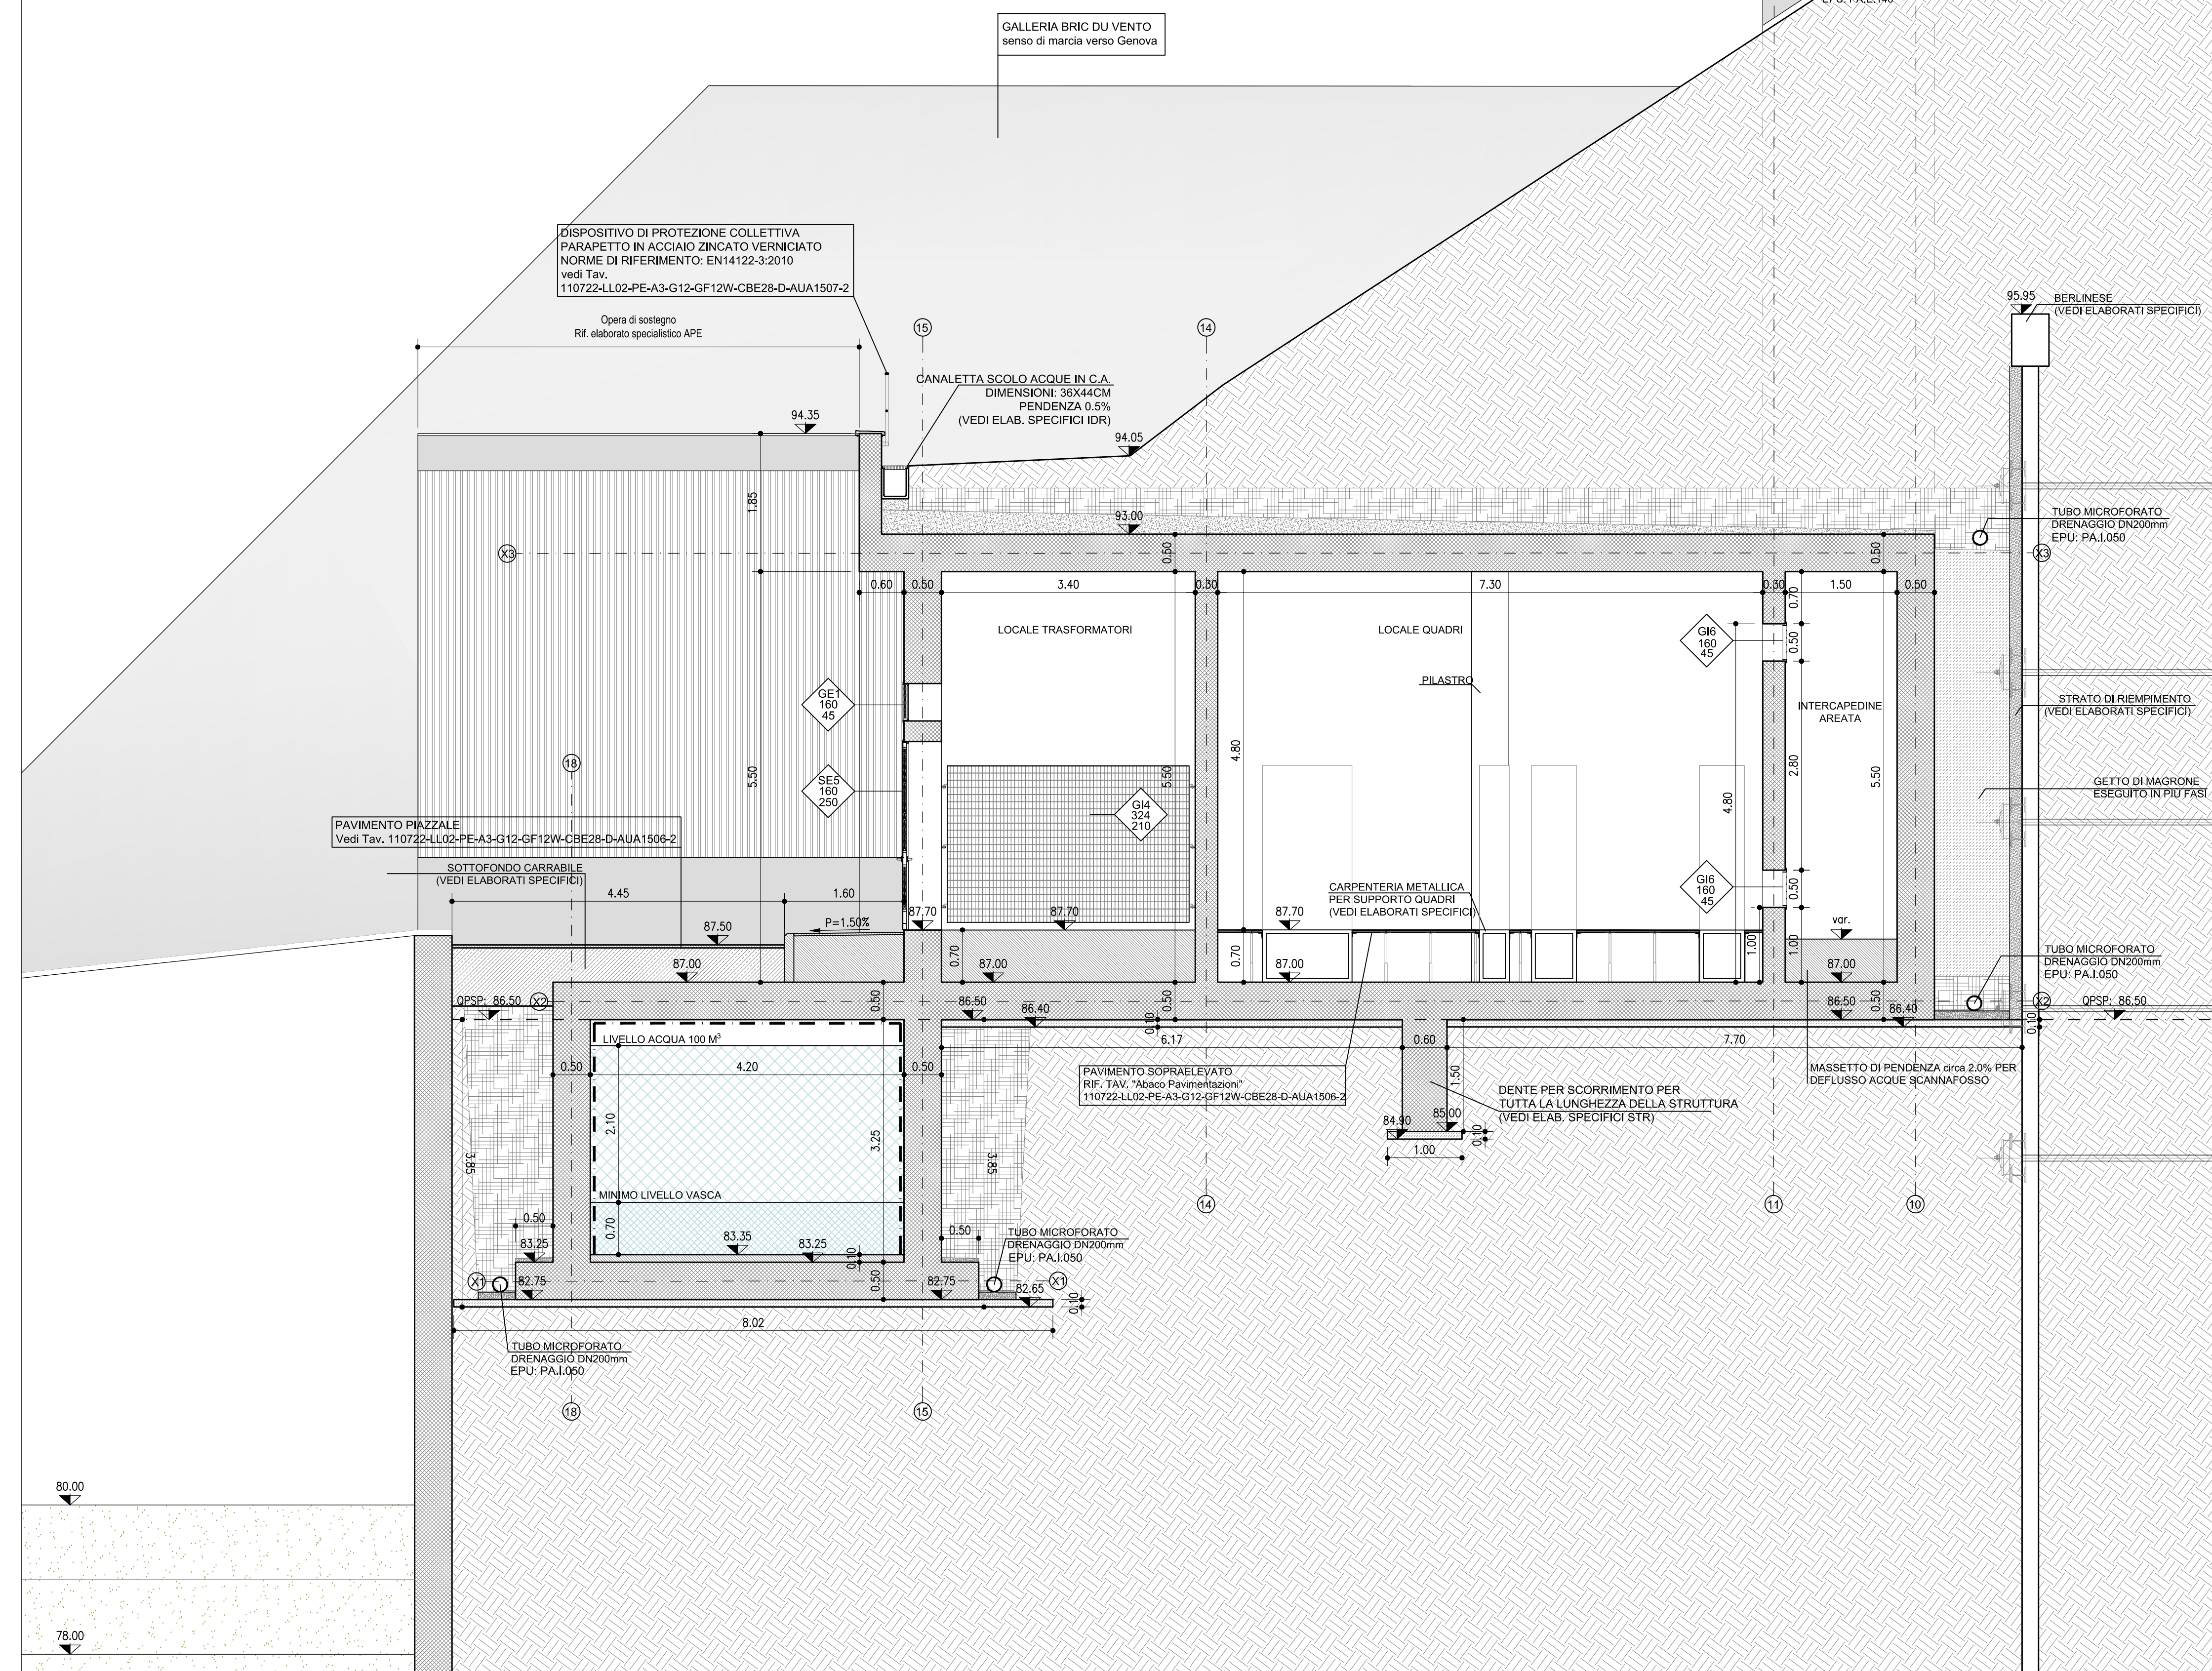 GALLERIA BRIC DU VENTO
senso di marcia verso Genova
DISPOSITIVO DI PROTEZIONE COLLETTIVA
PARAPETTO IN ACCIAIO ZINCATO VERNICIATO
NORME DI RIFERIMENTO: EN14122-3:2010
vedi Tav.
110722-LL02-PE-A3-G12-GF12W-CBE28-D-AUA1507-2
Opera di sostegno
Rif. elaborato specialistico APE
15
14
95.95
BERLINESE
(VEDI ELABORATI SPECIFICI)
CANALETTA SCOLO ACQUE IN C.A.
DIMENSIONI: 36X44CM
PENDENZA 0.5%
(VEDI ELAB. SPECIFICI IDR)
94.35
94.05
1.85
93.00
TUBO MICROFORATO
DRENAGGIO DN200mm
EPU: PA.I.050
X3
0.50
0.50
X3
0.60
0.50
3.40
0.30
7.30
0.30
0.70
1.50
0.50
LOCALE TRASFORMATORI
LOCALE QUADRI
GI6
160
45
0.50
PILASTRO
GE1
160
45
INTERCAPEDINE
AREATA
STRATO DI RIEMPIMENTO
(VEDI ELABORATI SPECIFICI)
18
5.50
4.80
5.50
4.80
2.80
5.50
SE5
160
250
GI4
324
210
GETTO DI MAGRONE
ESEGUITO IN PIU FASI
PAVIMENTO PIAZZALE
Vedi Tav. 110722-LL02-PE-A3-G12-GF12W-CBE28-D-AUA1506-2
SOTTOFONDO CARRABILE
(VEDI ELABORATI SPECIFICI)
4.45
1.60
CARPENTERIA METALLICA
PER SUPPORTO QUADRI
(VEDI ELABORATI SPECIFICI)
GI6
160
45
0.50
87.70
87.70
87.70
P=1.50%
87.50
var.
0.70
0.70
1.00
1.00
TUBO MICROFORATO
DRENAGGIO DN200mm
EPU: PA.I.050
87.00
87.00
87.00
87.00
QPSP: 86.50
X2
0.50
86.50
0.50
86.40
86.50
0.50
86.40
X2
QPSP: 86.50
0.10
0.10
LIVELLO ACQUA 100 M³
6.17
0.60
7.70
0.50
4.20
0.50
PAVIMENTO SOPRAELEVATO
RIF. TAV. "Abaco Pavimentazioni"
110722-LL02-PE-A3-G12-GF12W-CBE28-D-AUA1506-2
1.50
MASSETTO DI PENDENZA circa 2.0% PER
DEFLUSSO ACQUE SCANNAFOSSO
DENTE PER SCORRIMENTO PER
TUTTA LA LUNGHEZZA DELLA STRUTTURA
(VEDI ELAB. SPECIFICI STR)
2.10
3.25
84.90
85.00
0.10
1.00
3.85
3.85
MINIMO LIVELLO VASCA
14
11
10
0.50
0.70
0.50
83.25
83.35
83.25
0.10
TUBO MICROFORATO
DRENAGGIO DN200mm
EPU: PA.I.050
X1
82.75
0.50
82.75
82.65
X1
0.10
8.02
TUBO MICROFORATO
DRENAGGIO DN200mm
EPU: PA.I.050
18
15
80.00
78.00